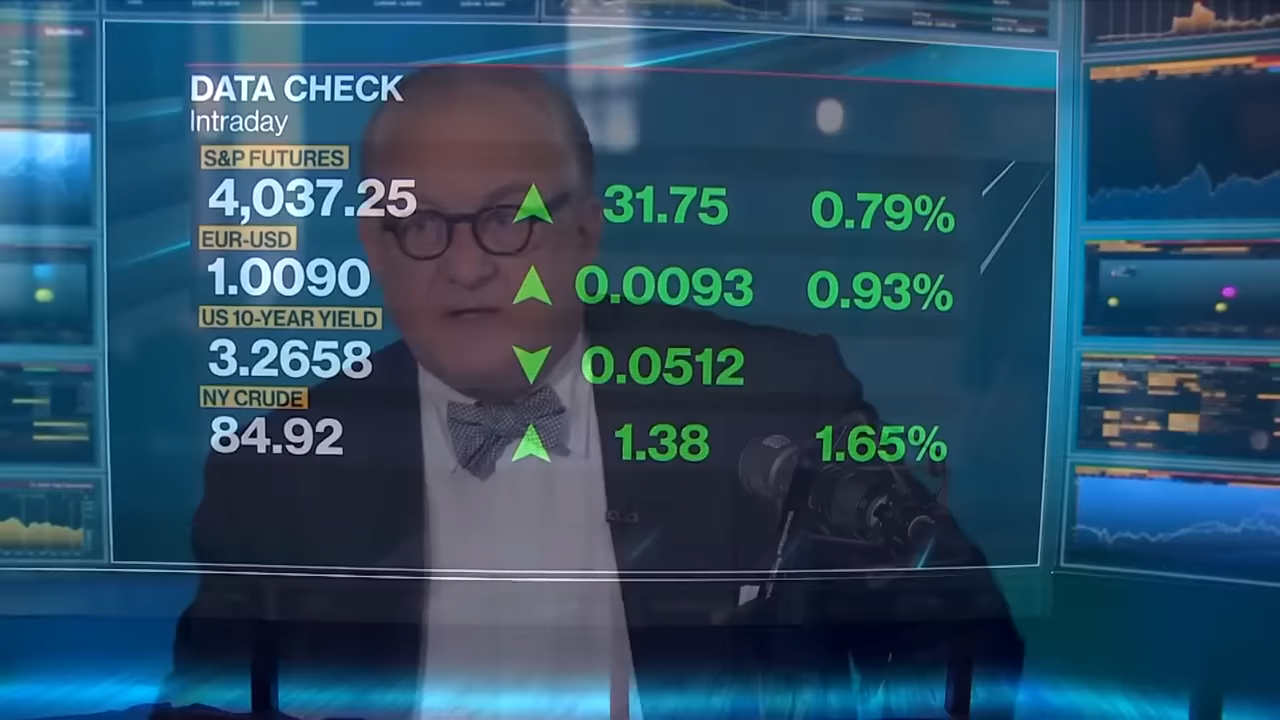 DATA CHECK
Intraday
S&P FUTURES
4,037.25 31.75 0.79%
EUR-USD
1.0090 0.0093 0.93%
US 10-YEAR YIELD
3.2658 0.0512
NY CRUDE
84.92 1.38 1.65%